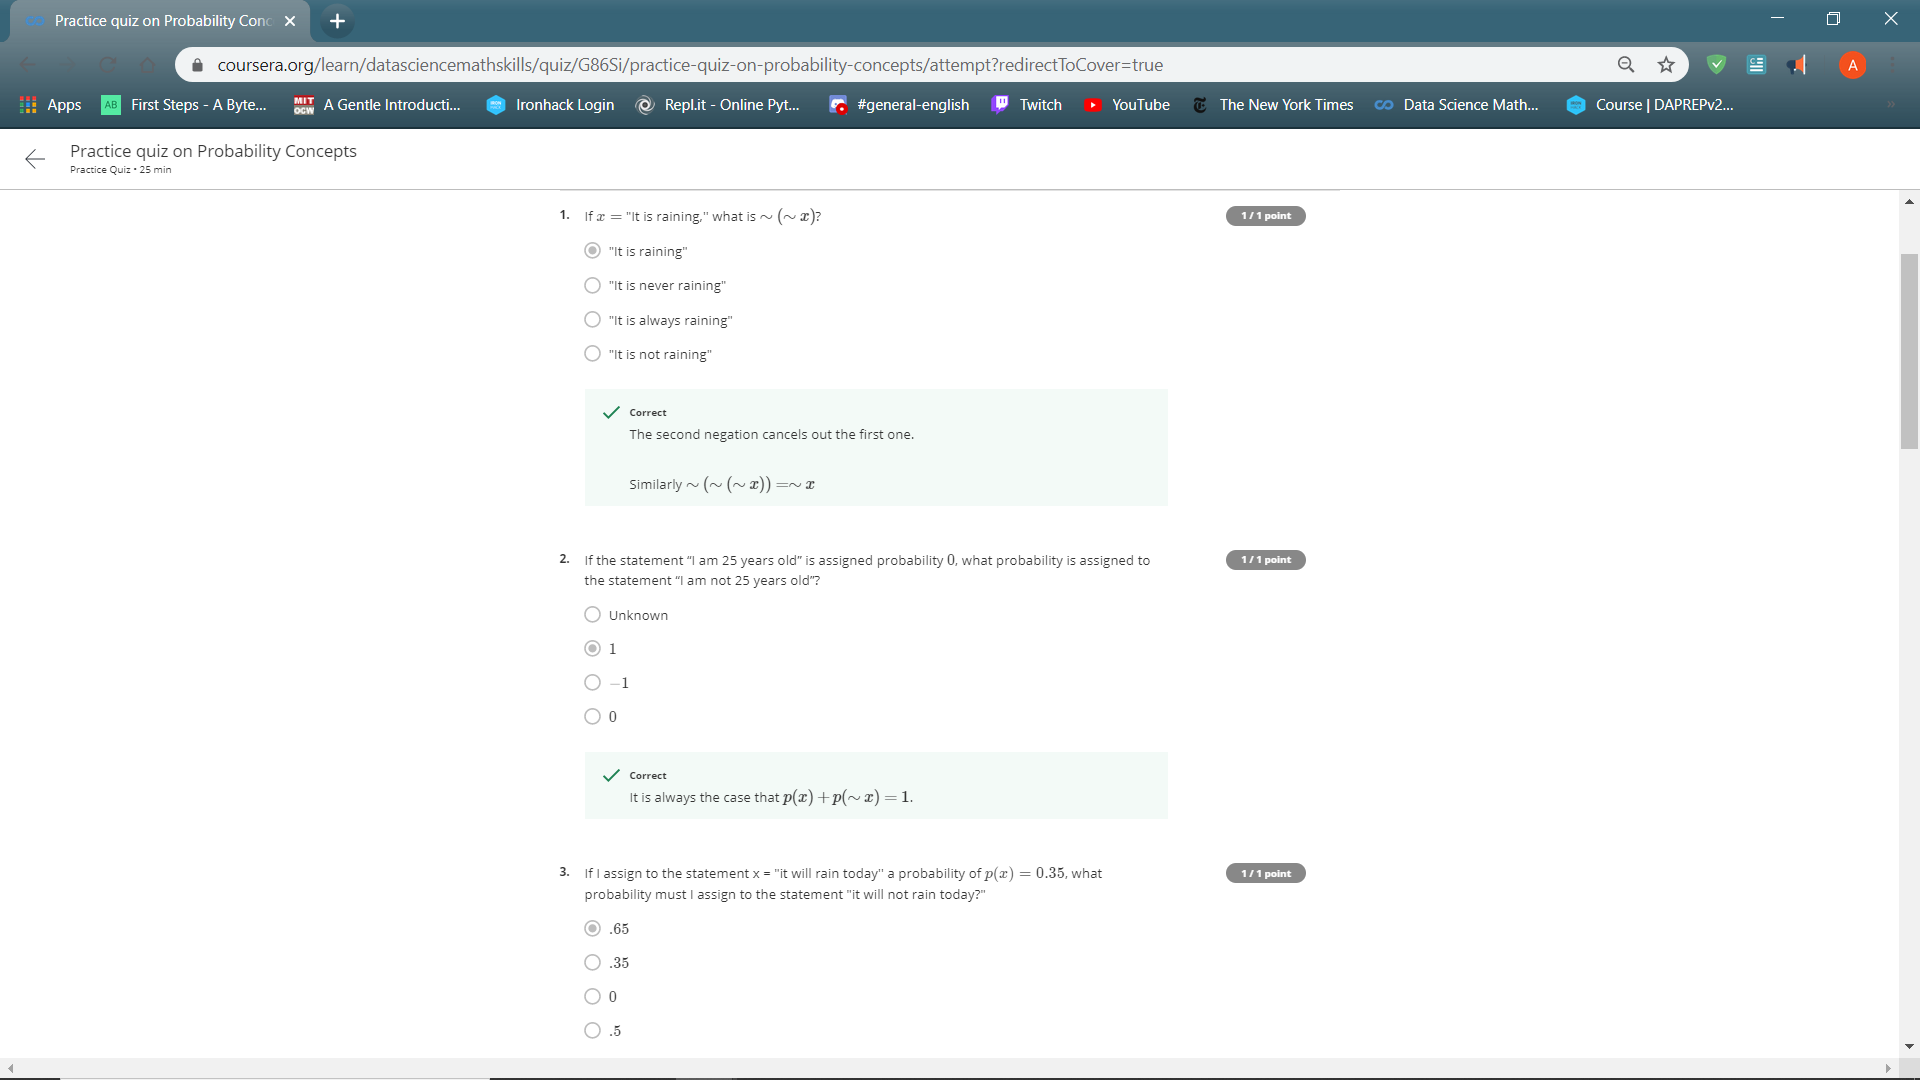 Practice quiz on Probability Conc
coursera.org/learn/datasciencemathskills/quiz/G86Si/practice-quiz-on-probability-concepts/attempt?redirectToCover=true
A
Apps AB First Steps - A Byte... MIT OCW A Gentle Introducti... Ironhack Login Repl.it - Online Pyt... #general-english Twitch YouTube The New York Times Data Science Math... Course | DAPREPv2... »
Practice quiz on Probability Concepts
Practice Quiz • 25 min
1. If x = "It is raining," what is ∼ (∼ x)? 1 / 1 point
"It is raining"
"It is never raining"
"It is always raining"
"It is not raining"
Correct
The second negation cancels out the first one.
Similarly ∼ (∼ (∼ x)) =∼ x
2. If the statement “I am 25 years old” is assigned probability 0, what probability is assigned to 1 / 1 point
the statement “I am not 25 years old”?
Unknown
1
−1
0
Correct
It is always the case that p(x) + p(∼ x) = 1.
3. If I assign to the statement x = "it will rain today" a probability of p(x) = 0.35, what 1 / 1 point
probability must I assign to the statement "it will not rain today?"
.65
.35
0
.5